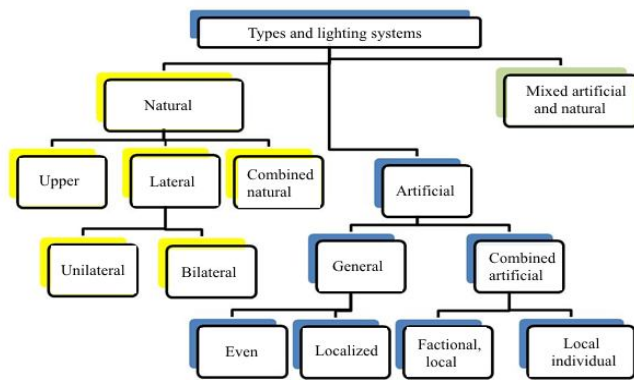 Types and lighting systems
Natural
Mixed artificial
and natural
Upper
Lateral
Combined
natural
Artificial
Unilateral
Bilateral
General
Combined
artificial
Even
Localized
Factional,
local
Local
individual